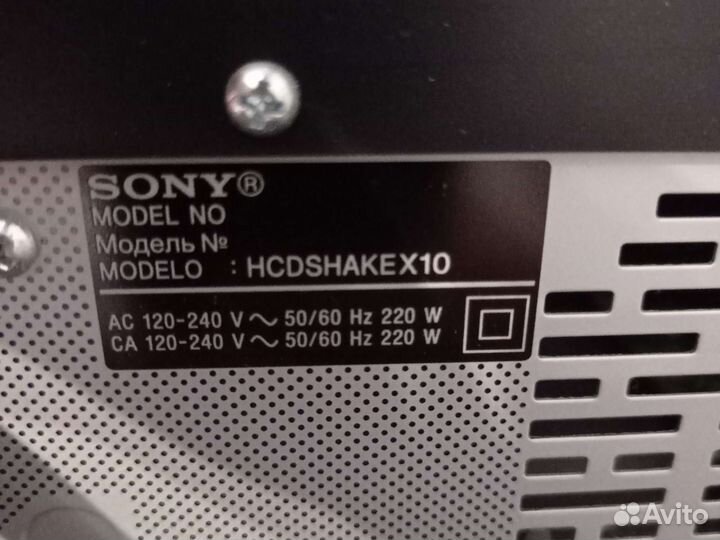 SONY®
MODEL NO
Модель №
MODELO : HCDSHAKEX10
AC 120-240 V ~ 50/60 Hz 220 W
CA 120-240 V ~ 50/60 Hz 220 W
Avito